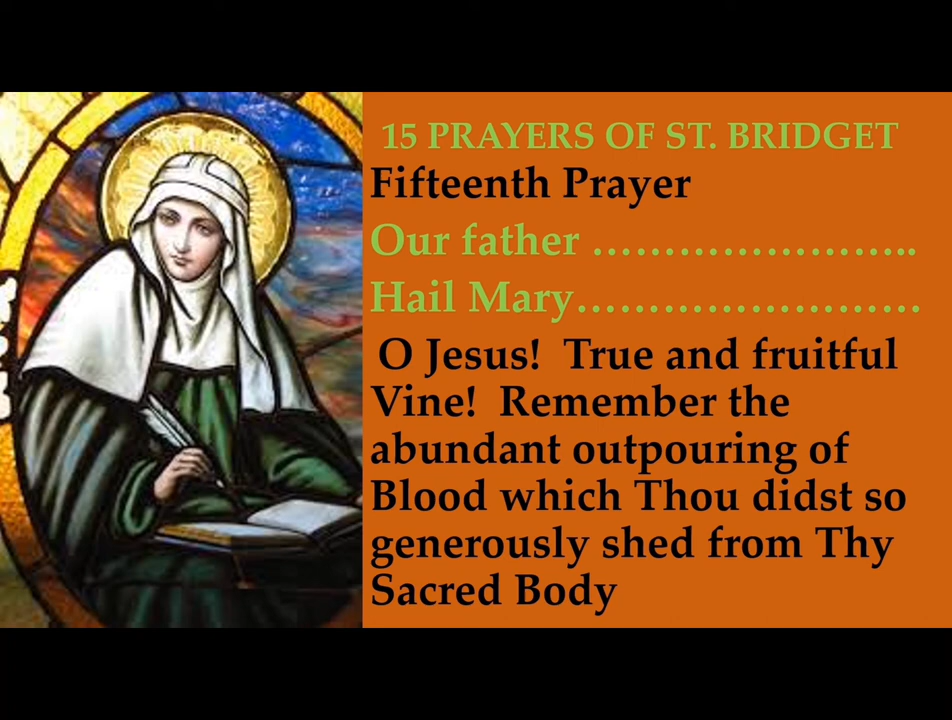 15 PRAYERS OF ST. BRIDGET
Fifteenth Prayer
Our father …………………..
Hail Mary……………………
O Jesus!  True and fruitful
Vine!  Remember the
abundant outpouring of
Blood which Thou didst so
generously shed from Thy
Sacred Body